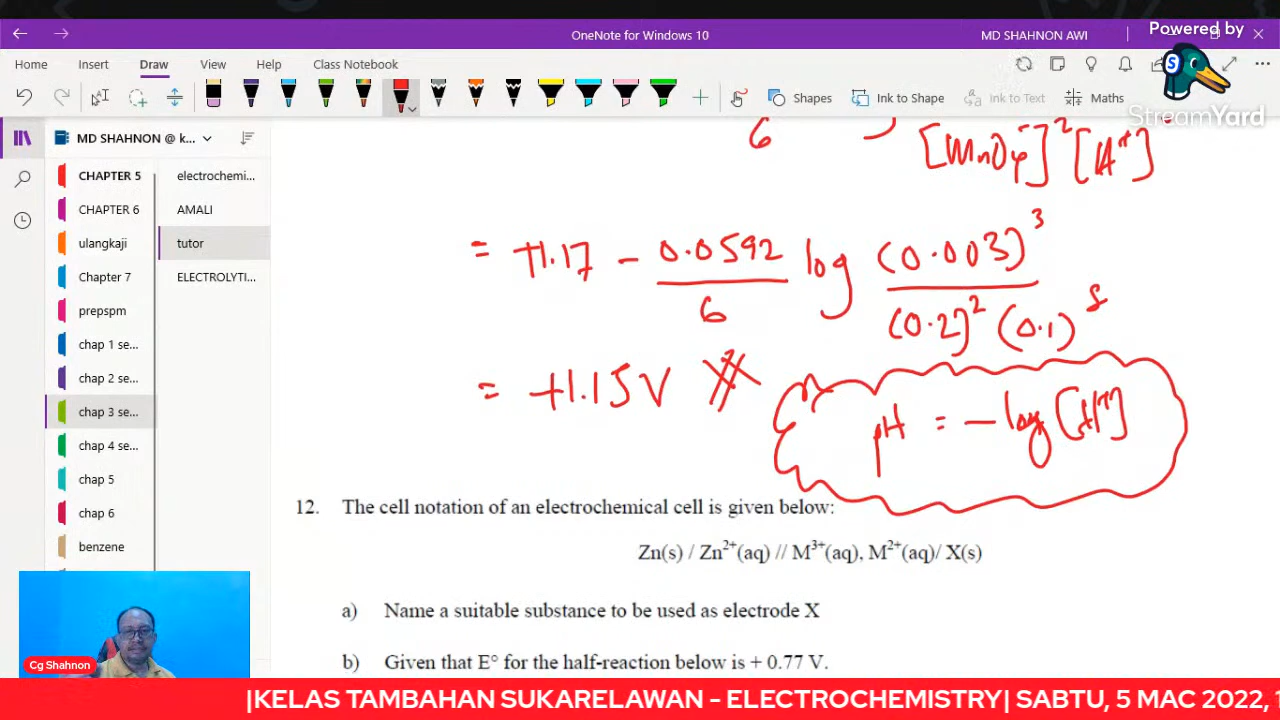 OneNote for Windows 10
MD SHAHNON AWI
Powered by
StreamYard
Home Insert Draw View Help Class Notebook
Shapes Ink to Shape Ink to Text Maths
MD SHAHNON @ k...
CHAPTER 5
CHAPTER 6
ulangkaji
Chapter 7
prepspm
chap 1 se...
chap 2 se...
chap 3 se...
chap 4 se...
chap 5
chap 6
benzene
electrochemi...
AMALI
tutor
ELECTROLYTI...
6 [MnO4⁻]² [H⁺]
= +1.17 - 0.0592/6 log (0.003)³/(0.2)² (0.1)⁸
= +1.15 V
pH = - log [H⁺]
12. The cell notation of an electrochemical cell is given below:
Zn(s) / Zn²⁺(aq) // M³⁺(aq), M²⁺(aq)/ X(s)
a) Name a suitable substance to be used as electrode X
b) Given that E° for the half-reaction below is + 0.77 V.
Cg Shahnon
|KELAS TAMBAHAN SUKARELAWAN - ELECTROCHEMISTRY| SABTU, 5 MAC 2022, 1